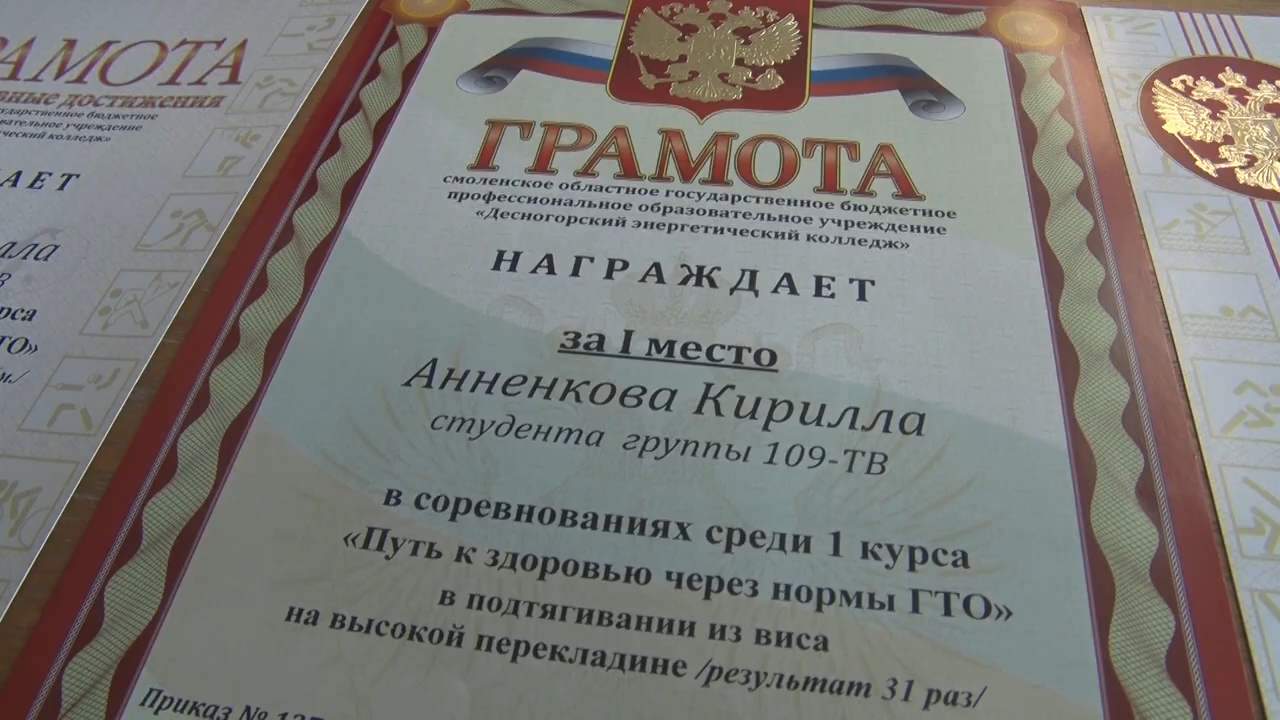 ГРАМОТА
смоленское областное государственное бюджетное
профессиональное образовательное учреждение
«Десногорский энергетический колледж»
НАГРАЖДАЕТ
за I место
Анненкова Кирилла
студента группы 109-ТВ
в соревнованиях среди 1 курса
«Путь к здоровью через нормы ГТО»
в подтягивании из виса
на высокой перекладине /результат 31 раз/
Приказ №